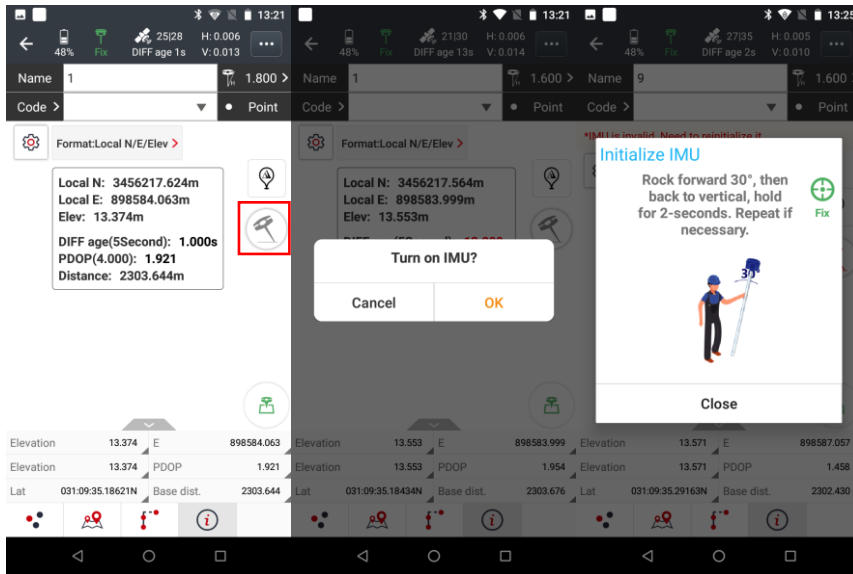 13:21
48%
Fix
25|28
DIFF age 1s
H:0.006
V:0.013
Name 1
1.800 >
Code >
Point
Format:Local N/E/Elev >
Local N: 3456217.624m
Local E: 898584.063m
Elev: 13.374m
DIFF age(5Second): 1.000s
PDOP(4.000): 1.921
Distance: 2303.644m
Elevation 13.374 E 898584.063
Elevation 13.374 PDOP 1.921
Lat 031:09:35.18621N Base dist. 2303.644
13:21
48%
Fix
21|30
DIFF age 13s
H:0.006
V:0.014
Name 1
1.600 >
Code >
Point
Format:Local N/E/Elev >
Local N: 3456217.564m
Local E: 898583.999m
Elev: 13.553m
Turn on IMU?
Cancel
OK
Elevation 13.553 E 898583.999
Elevation 13.553 PDOP 1.954
Lat 031:09:35.18434N Base dist. 2303.676
13:25
48%
Fix
27|35
DIFF age 2s
H:0.005
V:0.010
Name 9
1.600
Code >
Point
*IMU is invalid. Need to reinitialize it
Initialize IMU
Rock forward 30°, then
back to vertical, hold
for 2-seconds. Repeat if
necessary.
Fix
30
Close
Elevation 13.571 E 898587.057
Elevation 13.571 PDOP 1.458
Lat 031:09:35.29163N Base dist. 2302.430